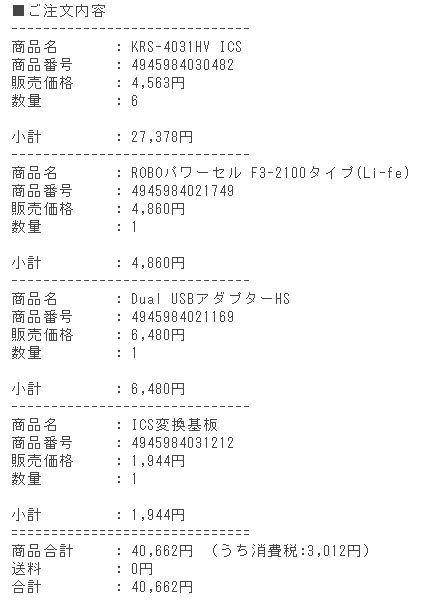 ■ご注文内容
------------------------------
商品名 : KRS-4031HV ICS
商品番号 : 4945984030482
販売価格 : 4,563円
数量 : 6
小計 : 27,378円
------------------------------
商品名 : ROBOパワーセル F3-2100タイプ(Li-fe)
商品番号 : 4945984021749
販売価格 : 4,860円
数量 : 1
小計 : 4,860円
------------------------------
商品名 : Dual USBアダプターHS
商品番号 : 4945984021169
販売価格 : 6,480円
数量 : 1
小計 : 6,480円
------------------------------
商品名 : ICS変換基板
商品番号 : 4945984031212
販売価格 : 1,944円
数量 : 1
小計 : 1,944円
==============================
商品合計 : 40,662円 (うち消費税:3,012円)
送料 : 0円
合計 : 40,662円